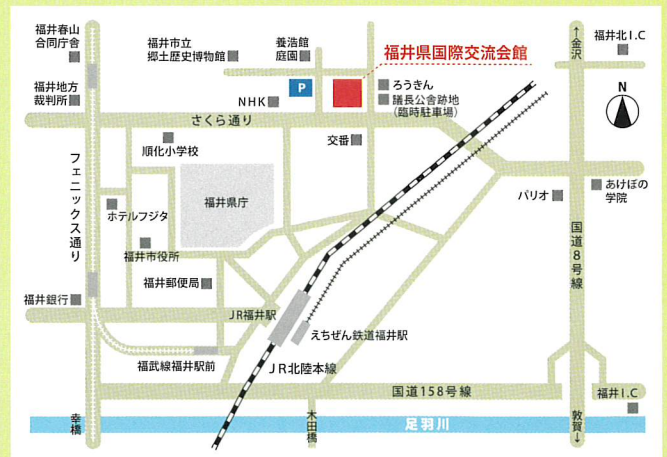 福井春山
合同庁舎
福井市立
郷土歴史博物館
養浩館
庭園
福井県国際交流会館
↑金沢
福井北I.C
福井地方
裁判所
P
NHK
ろうきん
議長公舎跡地
(臨時駐車場)
N
さくら通り
順化小学校
交番
フェニックス通り
ホテルフジタ
福井県庁
パリオ
あけぼの
学院
福井市役所
国道8号線
福井郵便局
福井銀行
JR福井駅
えちぜん鉄道福井駅
福武線福井駅前
JR北陸本線
国道158号線
福井I.C
幸橋
木田橋
足羽川
敦賀↓